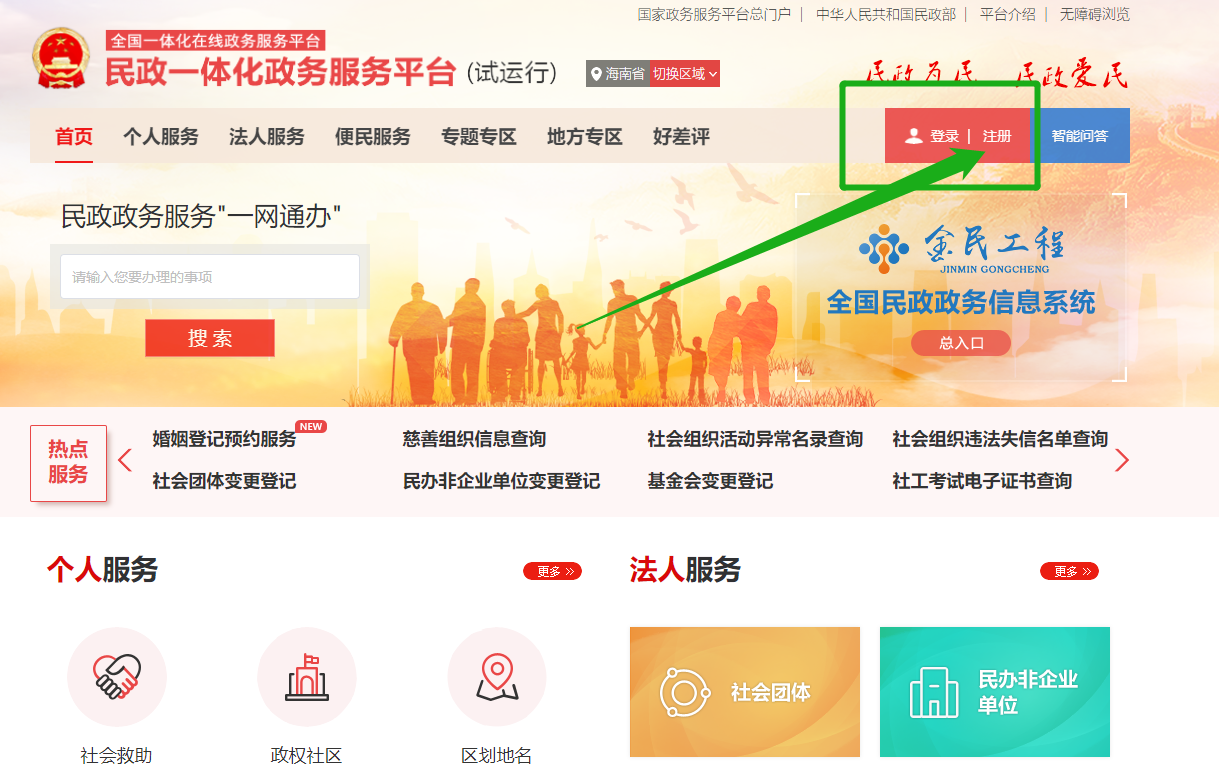 国家政务服务平台总门户 | 中华人民共和国民政部 | 平台介绍 | 无障碍浏览
全国一体化在线政务服务平台
民政一体化政务服务平台 (试运行)
海南省 切换区域
民政为民 民政爱民
首页 个人服务 法人服务 便民服务 专题专区 地方专区 好差评
登录 | 注册 智能问答
民政政务服务"一网通办"
请输入您要办理的事项
搜 索
金民工程
JINMIN GONGCHENG
全国民政政务信息系统
总入口
热点
服务
婚姻登记预约服务 NEW 慈善组织信息查询 社会组织活动异常名录查询 社会组织违法失信名单查询
社会团体变更登记 民办非企业单位变更登记 基金会变更登记 社工考试电子证书查询
个人服务 更多 »
法人服务 更多 »
社会救助 政权社区 区划地名
社会团体
民办非企业
单位